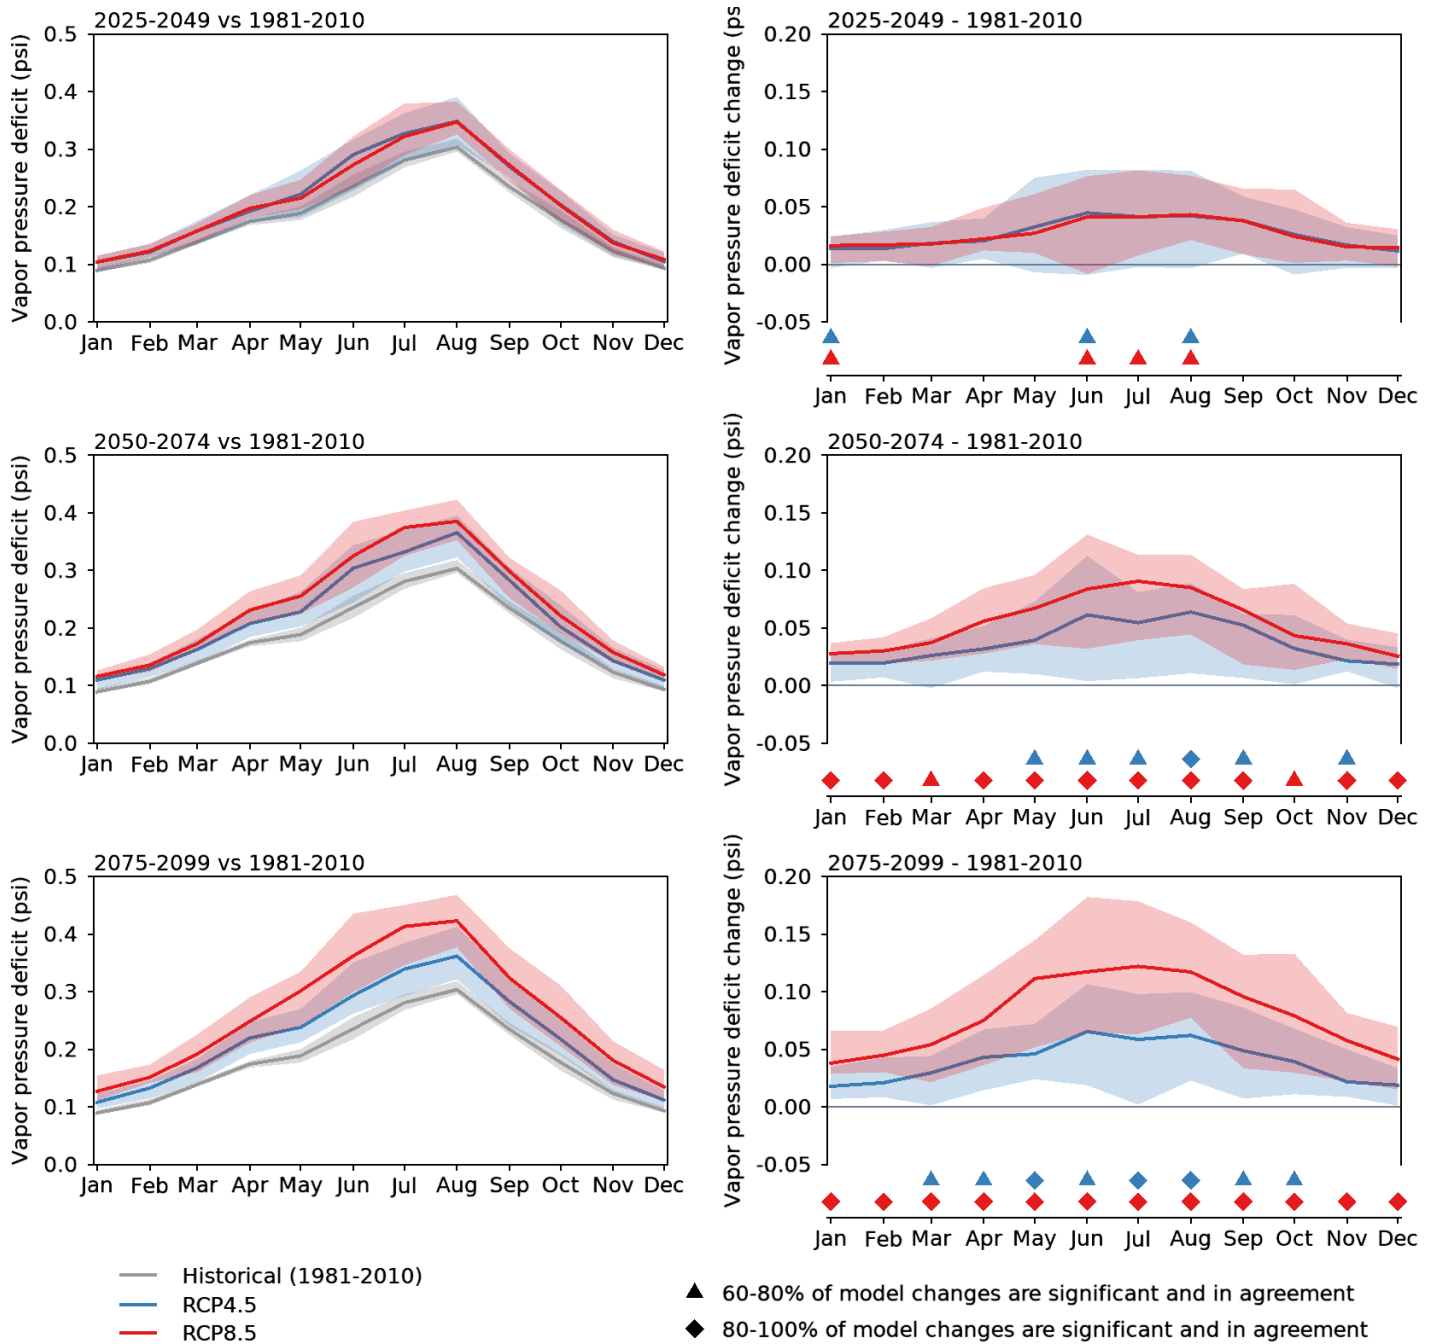 2025-2049 vs 1981-2010
Vapor pressure deficit (psi)
0.5
0.4
0.3
0.2
0.1
0.0
Jan Feb Mar Apr May Jun Jul Aug Sep Oct Nov Dec
2025-2049 - 1981-2010
Vapor pressure deficit change (ps
0.20
0.15
0.10
0.05
0.00
-0.05
Jan Feb Mar Apr May Jun Jul Aug Sep Oct Nov Dec
2050-2074 vs 1981-2010
Vapor pressure deficit (psi)
0.5
0.4
0.3
0.2
0.1
0.0
Jan Feb Mar Apr May Jun Jul Aug Sep Oct Nov Dec
2050-2074 - 1981-2010
Vapor pressure deficit change (psi)
0.20
0.15
0.10
0.05
0.00
-0.05
Jan Feb Mar Apr May Jun Jul Aug Sep Oct Nov Dec
2075-2099 vs 1981-2010
Vapor pressure deficit (psi)
0.5
0.4
0.3
0.2
0.1
0.0
Jan Feb Mar Apr May Jun Jul Aug Sep Oct Nov Dec
2075-2099 - 1981-2010
Vapor pressure deficit change (psi)
0.20
0.15
0.10
0.05
0.00
-0.05
Jan Feb Mar Apr May Jun Jul Aug Sep Oct Nov Dec
Historical (1981-2010)
RCP4.5
RCP8.5
60-80% of model changes are significant and in agreement
80-100% of model changes are significant and in agreement